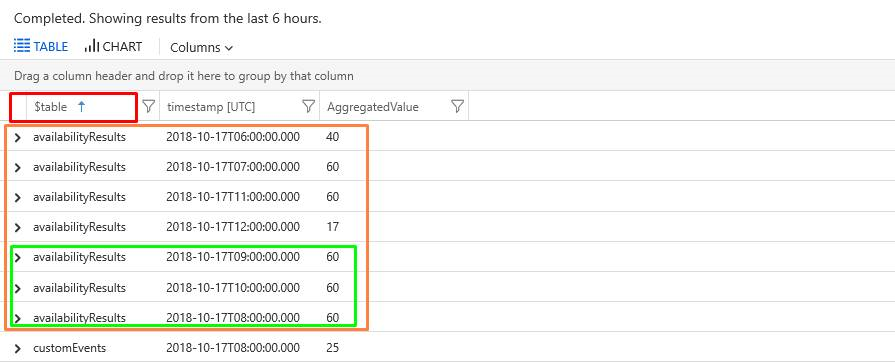 Completed. Showing results from the last 6 hours.
TABLE CHART Columns
Drag a column header and drop it here to group by that column
$table timestamp [UTC] AggregatedValue
availabilityResults 2018-10-17T06:00:00.000 40
availabilityResults 2018-10-17T07:00:00.000 60
availabilityResults 2018-10-17T11:00:00.000 60
availabilityResults 2018-10-17T12:00:00.000 17
availabilityResults 2018-10-17T09:00:00.000 60
availabilityResults 2018-10-17T10:00:00.000 60
availabilityResults 2018-10-17T08:00:00.000 60
customEvents 2018-10-17T08:00:00.000 25